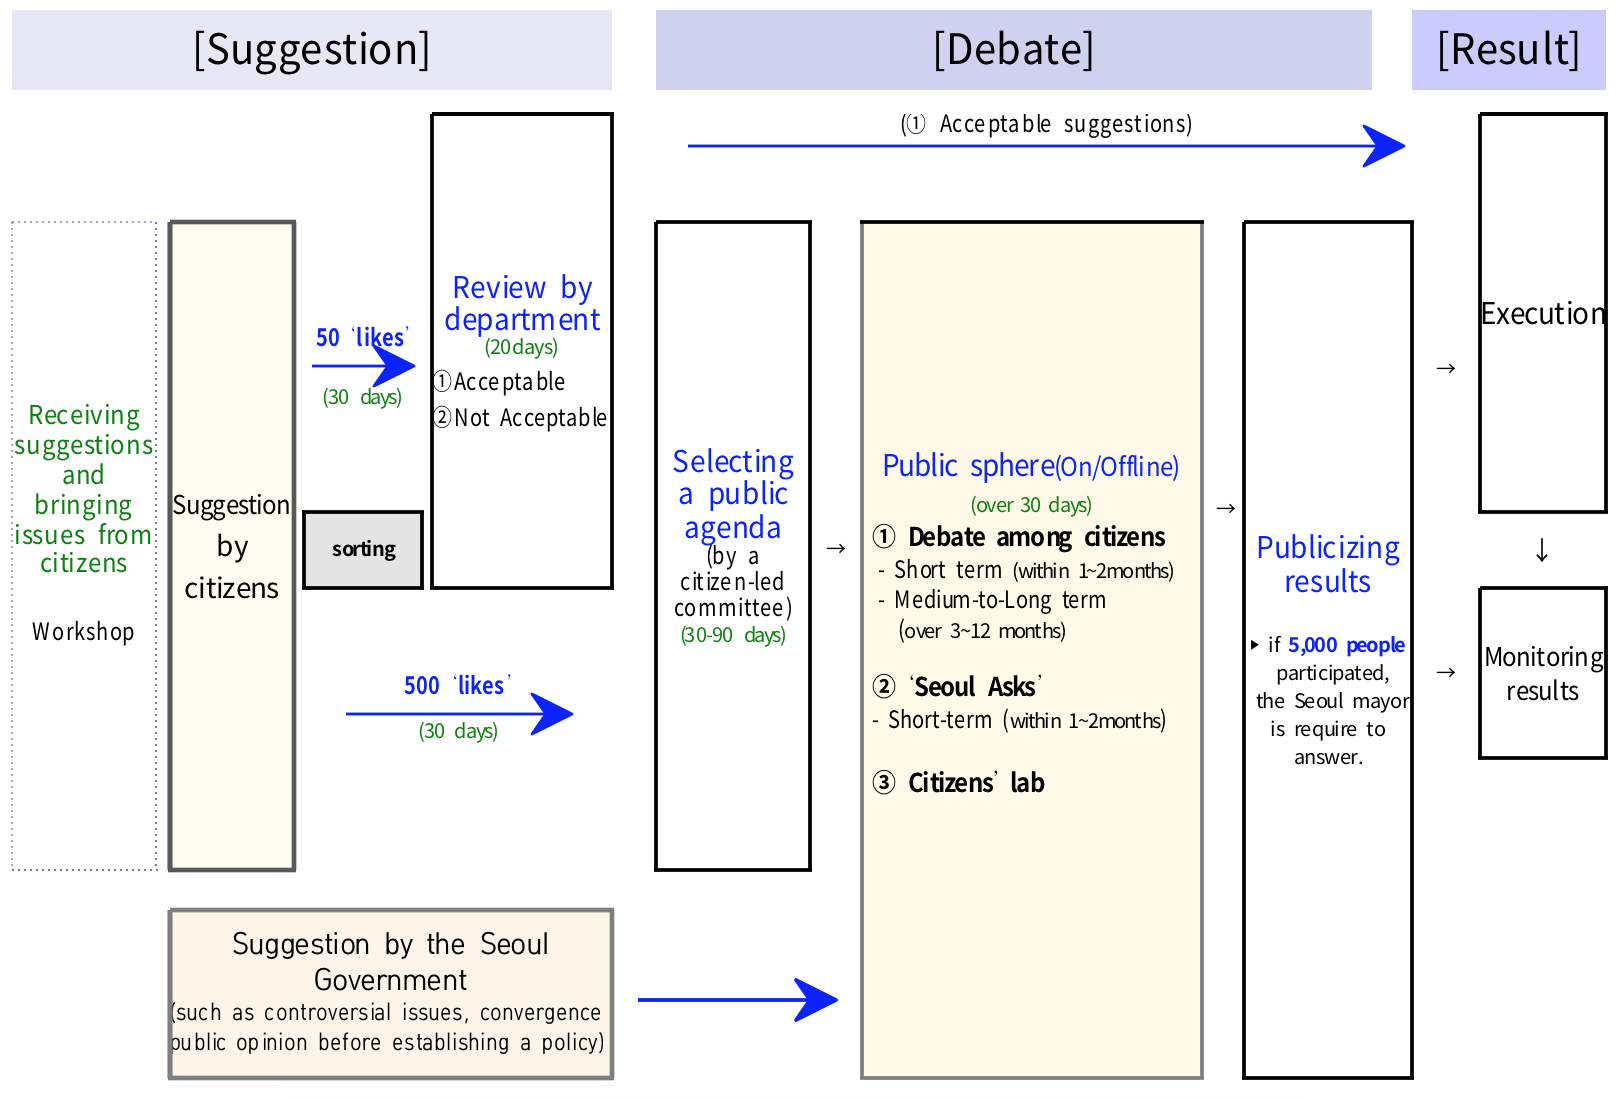 [Suggestion]
[Debate]
[Result]
Receiving
suggestions
and
bringing
issues from
citizens
Workshop
Suggestion
by
citizens
50 ‘likes’
(30 days)
sorting
500 ‘likes’
(30 days)
Review by
department
(20days)
①Acceptable
②Not Acceptable
(① Acceptable suggestions)
Selecting
a public
agenda
(by a
citizen-led
committee)
(30-90 days)
→
Public sphere(On/Offline)
(over 30 days)
① Debate among citizens
- Short term (within 1~2months)
- Medium-to-Long term
(over 3~12 months)
② ‘Seoul Asks’
- Short-term (within 1~2months)
③ Citizens’ lab
→
Publicizing
results
▶ if 5,000 people
participated,
the Seoul mayor
is require to
answer.
→
→
Execution
↓
Monitoring
results
Suggestion by the Seoul
Government
(such as controversial issues, convergence
public opinion before establishing a policy)